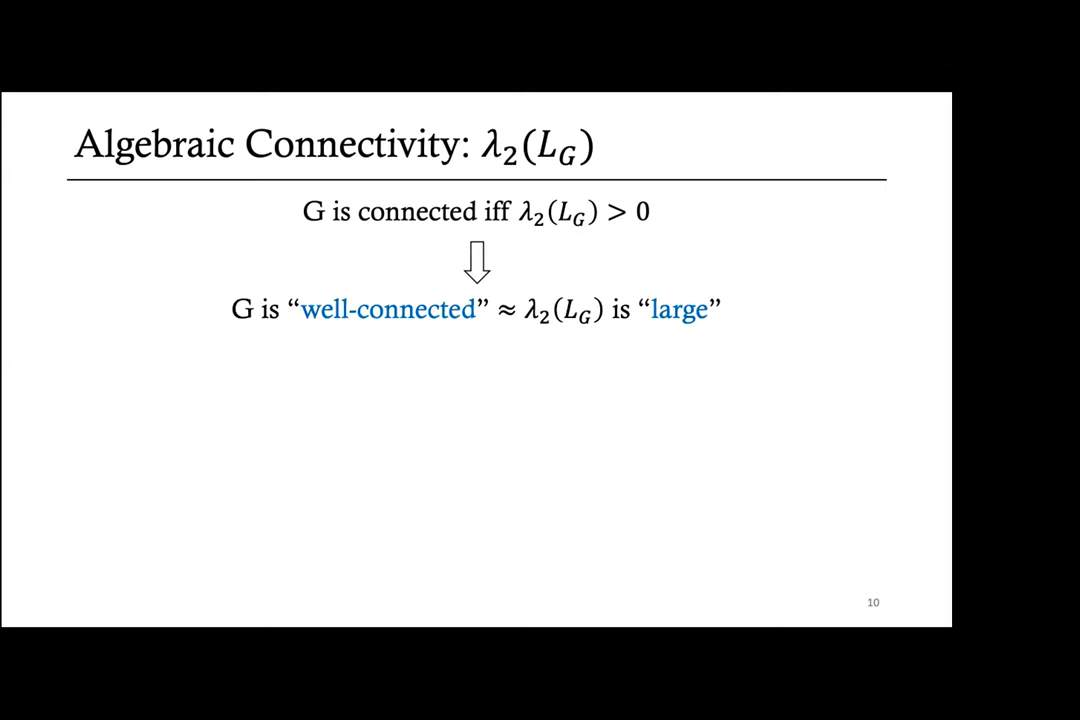 Algebraic Connectivity: 𝜆₂(𝐿_𝐺)
G is connected iff 𝜆₂(𝐿_𝐺) > 0
G is “well-connected” ≈ 𝜆₂(𝐿_𝐺) is “large”
10